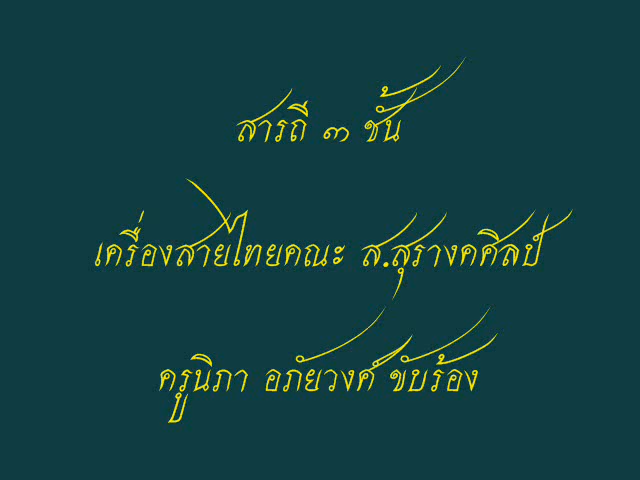 สารถี ๓ ชั้น
เครื่องสายไทยคณะ ส.สุรางคศิลป์
ครูนิภา อภัยวงศ์ ขับร้อง